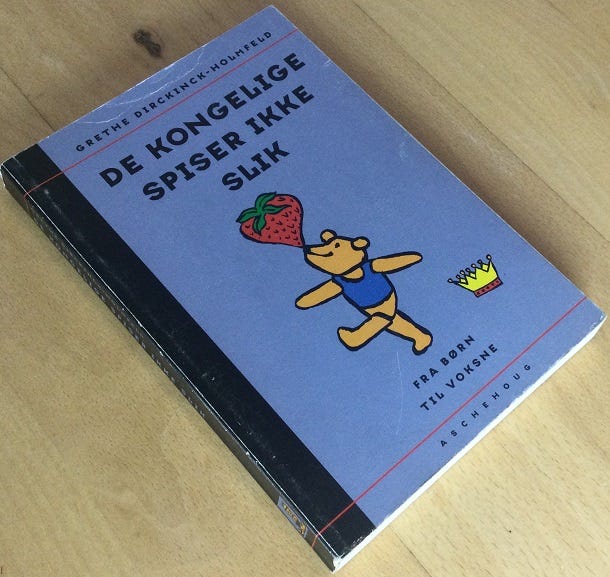 GRETHE DIRCKINCK-HOLMFELD
DE KONGELIGE
SPISER IKKE
SLIK
FRA BØRN
TIL VOKSNE
ASCHEHOUG